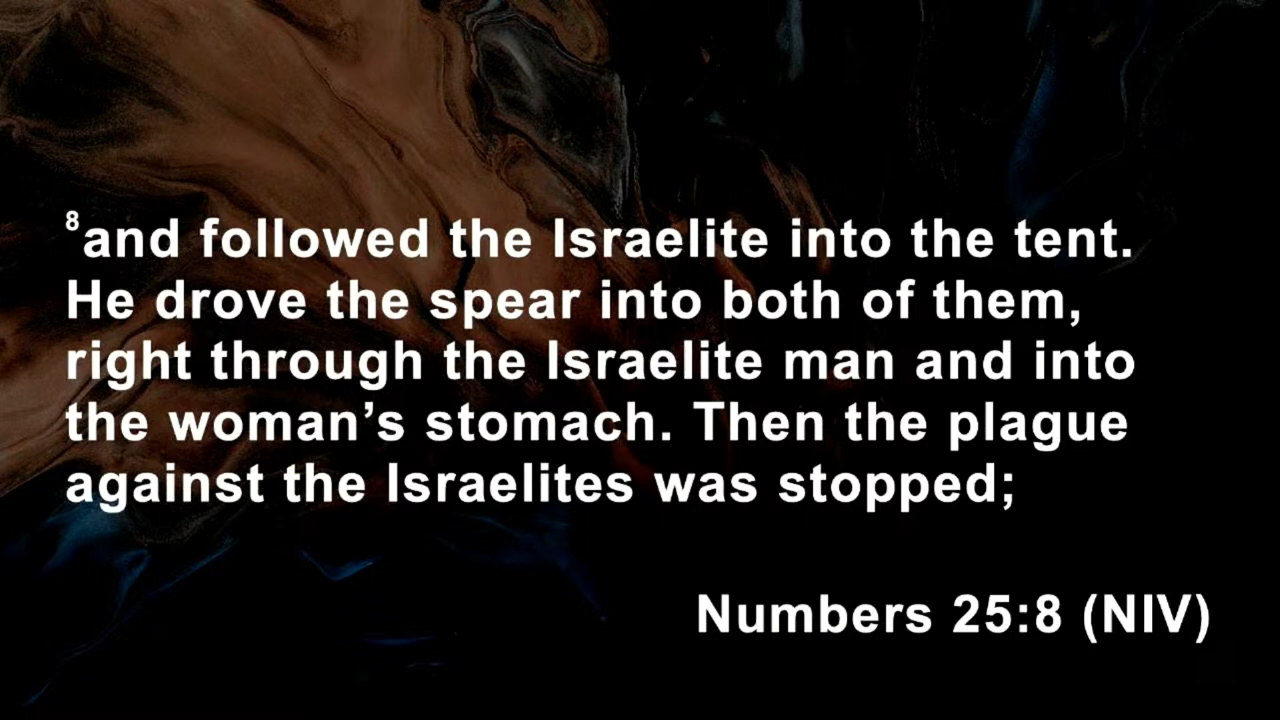 ⁸and followed the Israelite into the tent.
He drove the spear into both of them,
right through the Israelite man and into
the woman’s stomach. Then the plague
against the Israelites was stopped;
Numbers 25:8 (NIV)